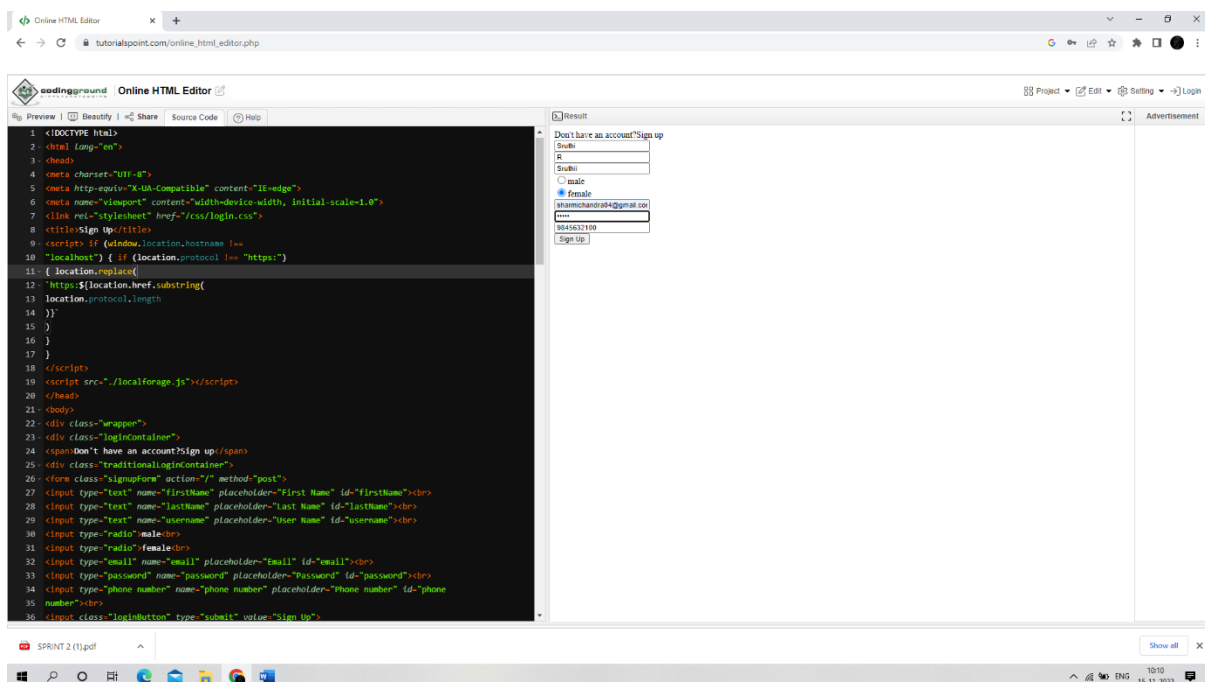 Online HTML Editor
tutorialspoint.com/online_html_editor.php
codingground Online HTML Editor
Project Edit Setting Login
Preview | Beautify | Share Source Code Help
Result
Advertisement
1 <!DOCTYPE html>
2 <html lang="en">
3 <head>
4 <meta charset="UTF-8">
5 <meta http-equiv="X-UA-Compatible" content="IE=edge">
6 <meta name="viewport" content="width=device-width, initial-scale=1.0">
7 <link rel="stylesheet" href="/css/login.css">
8 <title>Sign Up</title>
9 <script> if (window.location.hostname !==
10 "localhost") { if (location.protocol !== "https:")
11 { location.replace(
12 `https:${location.href.substring(
13 location.protocol.length
14 )}`
15 )
16 }
17 }
18 </script>
19 <script src="./localforage.js"></script>
20 </head>
21 <body>
22 <div class="wrapper">
23 <div class="loginContainer">
24 <span>Don't have an account?Sign up</span>
25 <div class="traditionalLoginContainer">
26 <form class="signupForm" action="/" method="post">
27 <input type="text" name="firstName" placeholder="First Name" id="firstName"><br>
28 <input type="text" name="lastName" placeholder="Last Name" id="lastName"><br>
29 <input type="text" name="username" placeholder="User Name" id="username"><br>
30 <input type="radio">male<br>
31 <input type="radio">female<br>
32 <input type="email" name="email" placeholder="Email" id="email"><br>
33 <input type="password" name="password" placeholder="Password" id="password"><br>
34 <input type="phone number" name="phone number" placeholder="Phone number" id="phone
35 number"><br>
36 <input class="loginButton" type="submit" value="Sign Up">
Don't have an account?Sign up
Sruthi
R
Sruthii
male
female
sharmichandra04@gmail.cor
•••••
9845632100
Sign Up
SPRINT 2 (1).pdf
Show all
ENG
10:10
15-11-2022